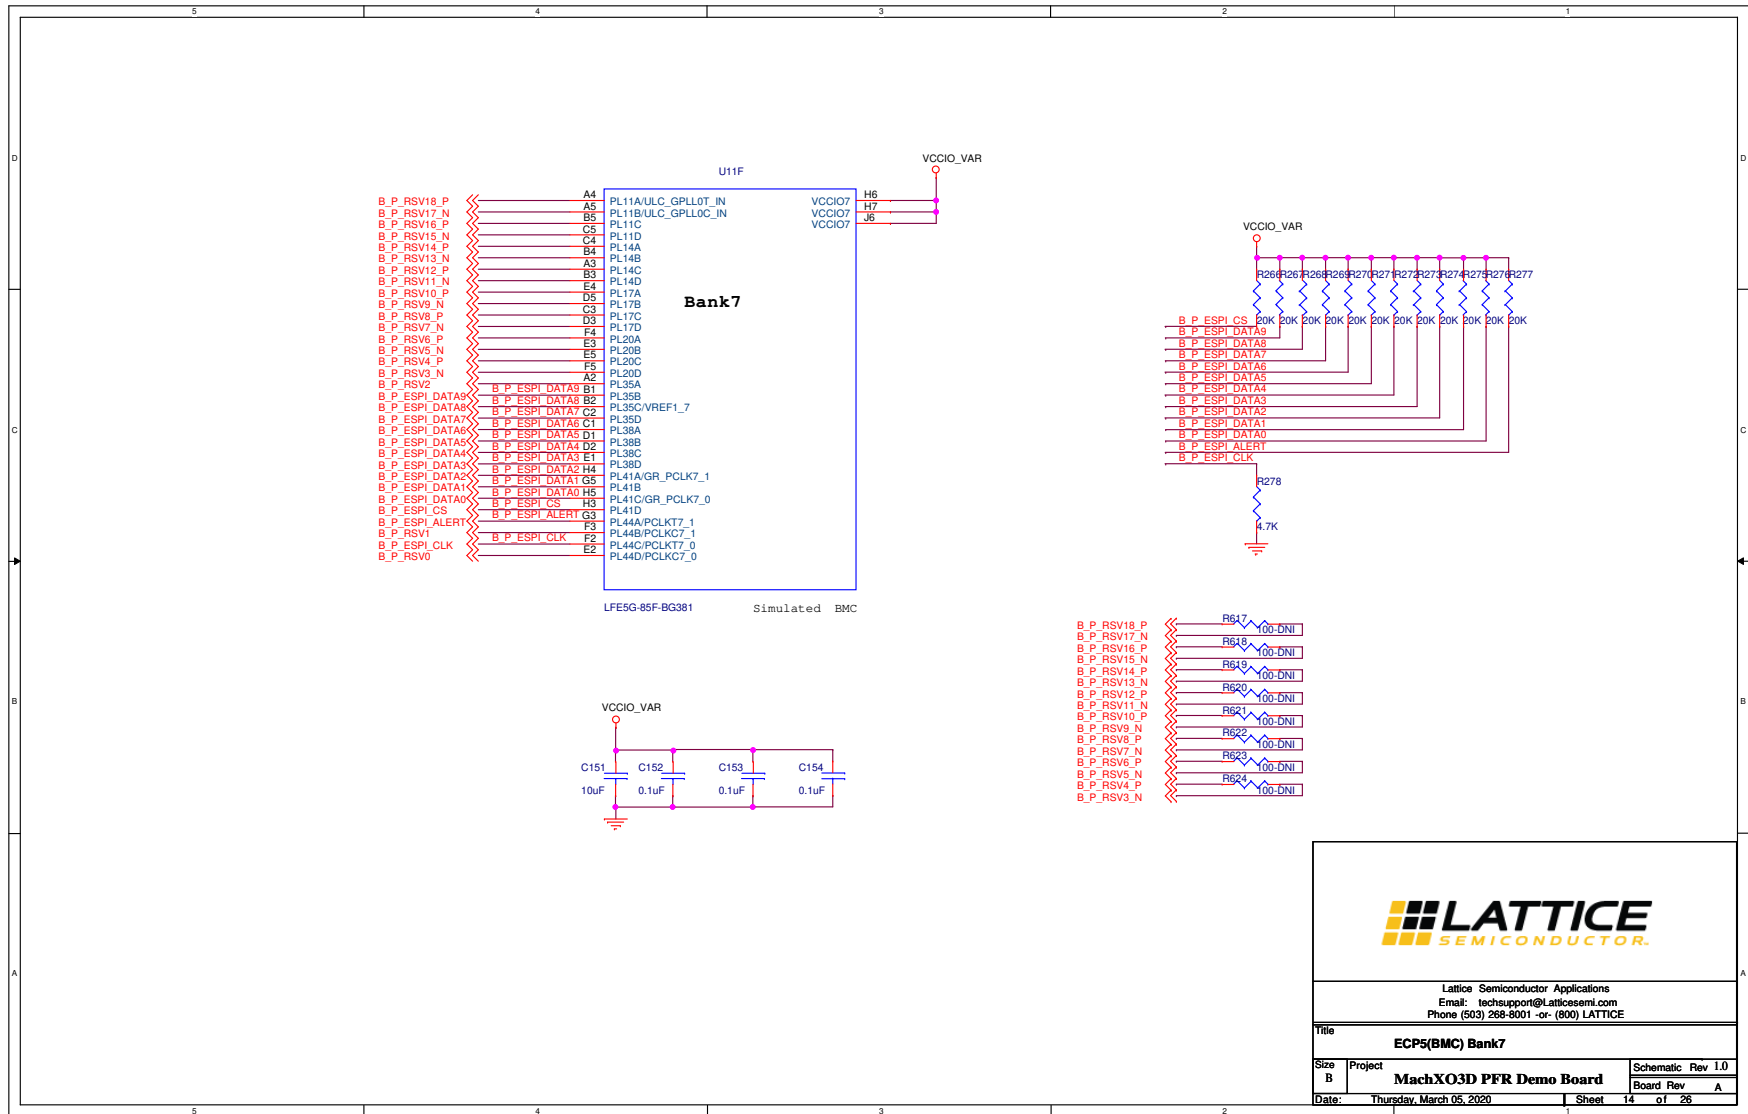 5 4 3 2 1
D
D
C
C
B
B
A
A
U11F
VCCIO_VAR
B_P_RSV18_P A4 PL11A/ULC_GPLL0T_IN VCCIO7 H6
B_P_RSV17_N A5 PL11B/ULC_GPLL0C_IN VCCIO7 H7
B_P_RSV16_P B5 PL11C VCCIO7 J6
B_P_RSV15_N C5 PL11D
B_P_RSV14_P C4 PL14A
B_P_RSV13_N B4 PL14B
B_P_RSV12_P A3 PL14C
B_P_RSV11_N B3 PL14D
B_P_RSV10_P E4 PL17A
B_P_RSV9_N D5 PL17B
B_P_RSV8_P C3 PL17C
B_P_RSV7_N D3 PL17D
B_P_RSV6_P F4 PL20A
B_P_RSV5_N E3 PL20B
B_P_RSV4_P E5 PL20C
B_P_RSV3_N F5 PL20D
B_P_RSV2 A2 PL35A
B_P_ESPI_DATA9 B_P_ESPI_DATA9 B1 PL35B
B_P_ESPI_DATA8 B_P_ESPI_DATA8 B2 PL35C/VREF1_7
B_P_ESPI_DATA7 B_P_ESPI_DATA7 C2 PL35D
B_P_ESPI_DATA6 B_P_ESPI_DATA6 C1 PL38A
B_P_ESPI_DATA5 B_P_ESPI_DATA5 D1 PL38B
B_P_ESPI_DATA4 B_P_ESPI_DATA4 D2 PL38C
B_P_ESPI_DATA3 B_P_ESPI_DATA3 E1 PL38D
B_P_ESPI_DATA2 B_P_ESPI_DATA2 H4 PL41A/GR_PCLK7_1
B_P_ESPI_DATA1 B_P_ESPI_DATA1 G5 PL41B
B_P_ESPI_DATA0 B_P_ESPI_DATA0 H5 PL41C/GR_PCLK7_0
B_P_ESPI_CS B_P_ESPI_CS H3 PL41D
B_P_ESPI_ALERT B_P_ESPI_ALERT G3 PL44A/PCLKT7_1
B_P_RSV1 F3 PL44B/PCLKC7_1
B_P_ESPI_CLK B_P_ESPI_CLK F2 PL44C/PCLKT7_0
B_P_RSV0 E2 PL44D/PCLKC7_0
Bank7
LFE5G-85F-BG381 Simulated BMC
VCCIO_VAR
R266 R267 R268 R269 R270 R271 R272 R273 R274 R275 R276 R277
20K 20K 20K 20K 20K 20K 20K 20K 20K 20K 20K 20K
B_P_ESPI_CS
B_P_ESPI_DATA9
B_P_ESPI_DATA8
B_P_ESPI_DATA7
B_P_ESPI_DATA6
B_P_ESPI_DATA5
B_P_ESPI_DATA4
B_P_ESPI_DATA3
B_P_ESPI_DATA2
B_P_ESPI_DATA1
B_P_ESPI_DATA0
B_P_ESPI_ALERT
B_P_ESPI_CLK
R278
4.7K
B_P_RSV18_P R617 100-DNI
B_P_RSV17_N
B_P_RSV16_P R618 100-DNI
B_P_RSV15_N
B_P_RSV14_P R619 100-DNI
B_P_RSV13_N
B_P_RSV12_P R620 100-DNI
B_P_RSV11_N
B_P_RSV10_P R621 100-DNI
B_P_RSV9_N
B_P_RSV8_P R622 100-DNI
B_P_RSV7_N
B_P_RSV6_P R623 100-DNI
B_P_RSV5_N
B_P_RSV4_P R624 100-DNI
B_P_RSV3_N
VCCIO_VAR
C151 C152 C153 C154
10uF 0.1uF 0.1uF 0.1uF
LATTICE
SEMICONDUCTOR.
Lattice Semiconductor Applications
Email: techsupport@Latticesemi.com
Phone (503) 268-8001 -or- (800) LATTICE
Title
ECP5(BMC) Bank7
Size Project Schematic Rev 1.0
B MachXO3D PFR Demo Board Board Rev A
Date: Thursday, March 05, 2020 Sheet 14 of 26
5 4 3 2 1